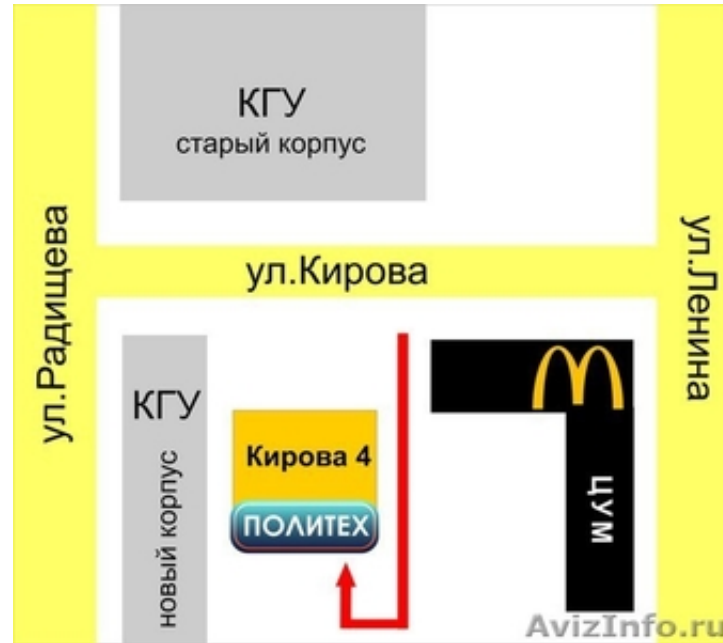 КГУ
старый корпус
ул.Радищева
ул.Кирова
ул.Ленина
КГУ
новый корпус
Кирова 4
ПОЛИТЕХ
ЦУМ
AvizInfo.ru